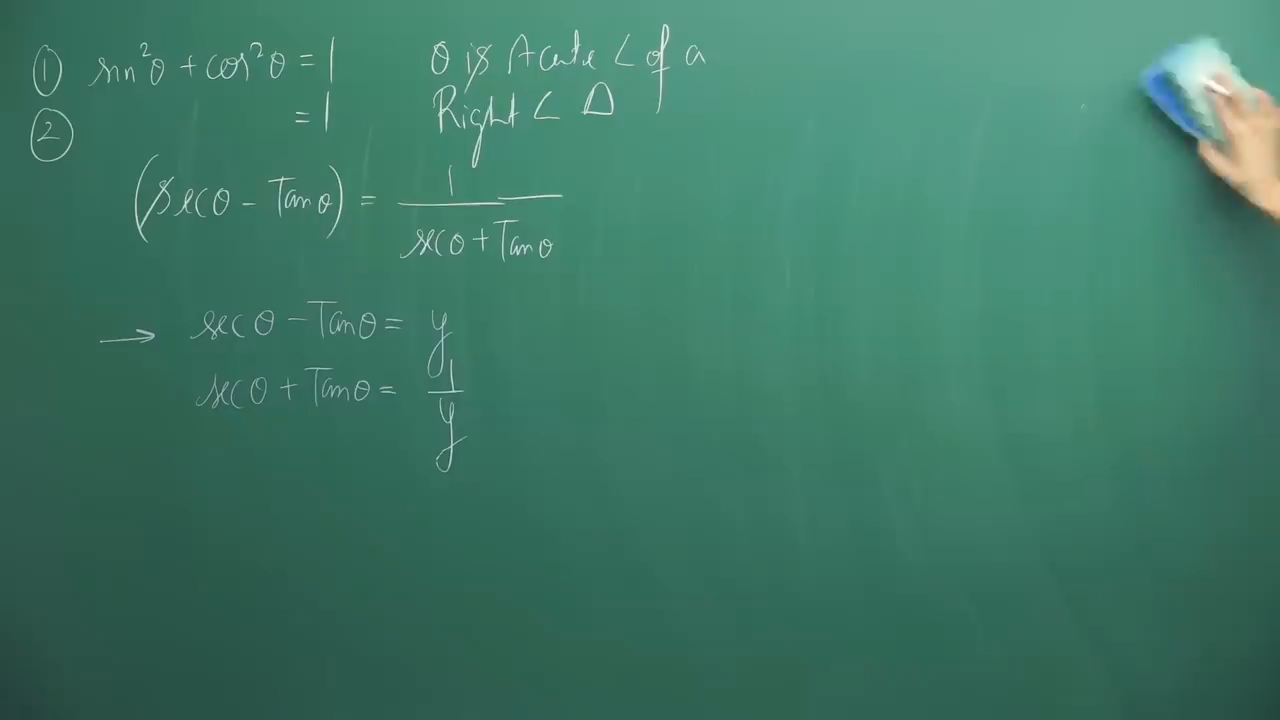 ① sin²θ + cos²θ = 1 θ is Acute < of a
② = 1 Right < Δ
(secθ - Tanθ) = 1 / secθ + Tanθ
→ secθ - Tanθ = y
secθ + Tanθ = 1/y